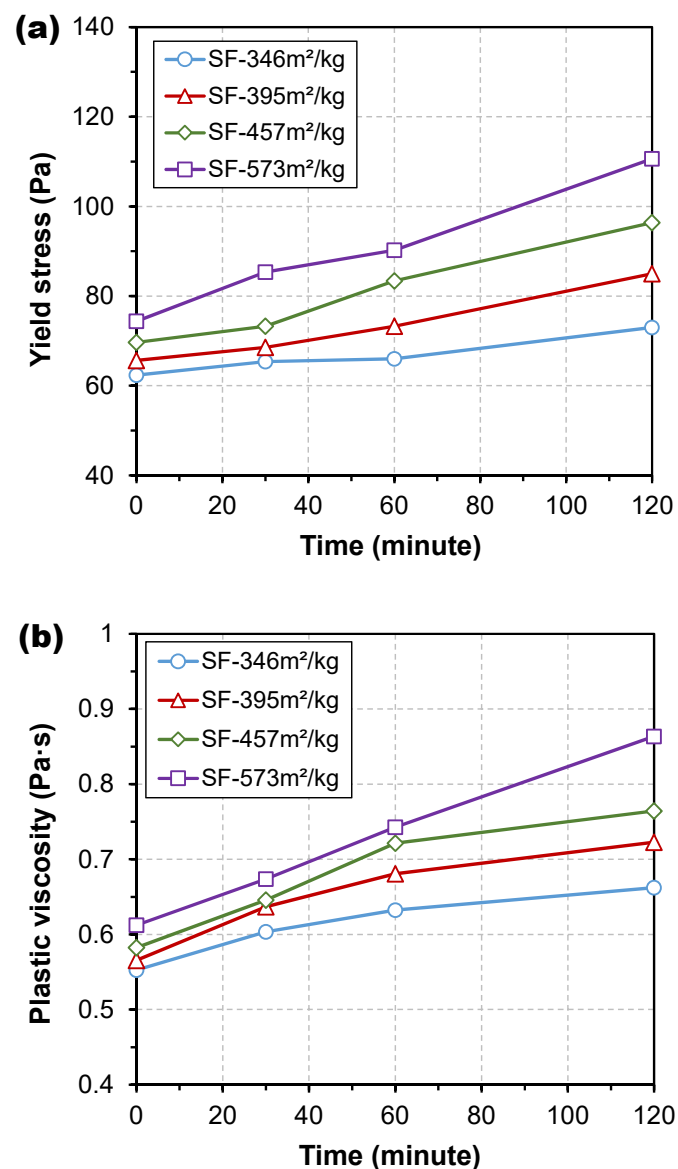 (a)
140
120
100
80
60
40
Yield stress (Pa)
SF-346m²/kg
SF-395m²/kg
SF-457m²/kg
SF-573m²/kg
0 20 40 60 80 100 120
Time (minute)
(b)
1
0.9
0.8
0.7
0.6
0.5
0.4
Plastic viscosity (Pa·s)
SF-346m²/kg
SF-395m²/kg
SF-457m²/kg
SF-573m²/kg
0 20 40 60 80 100 120
Time (minute)